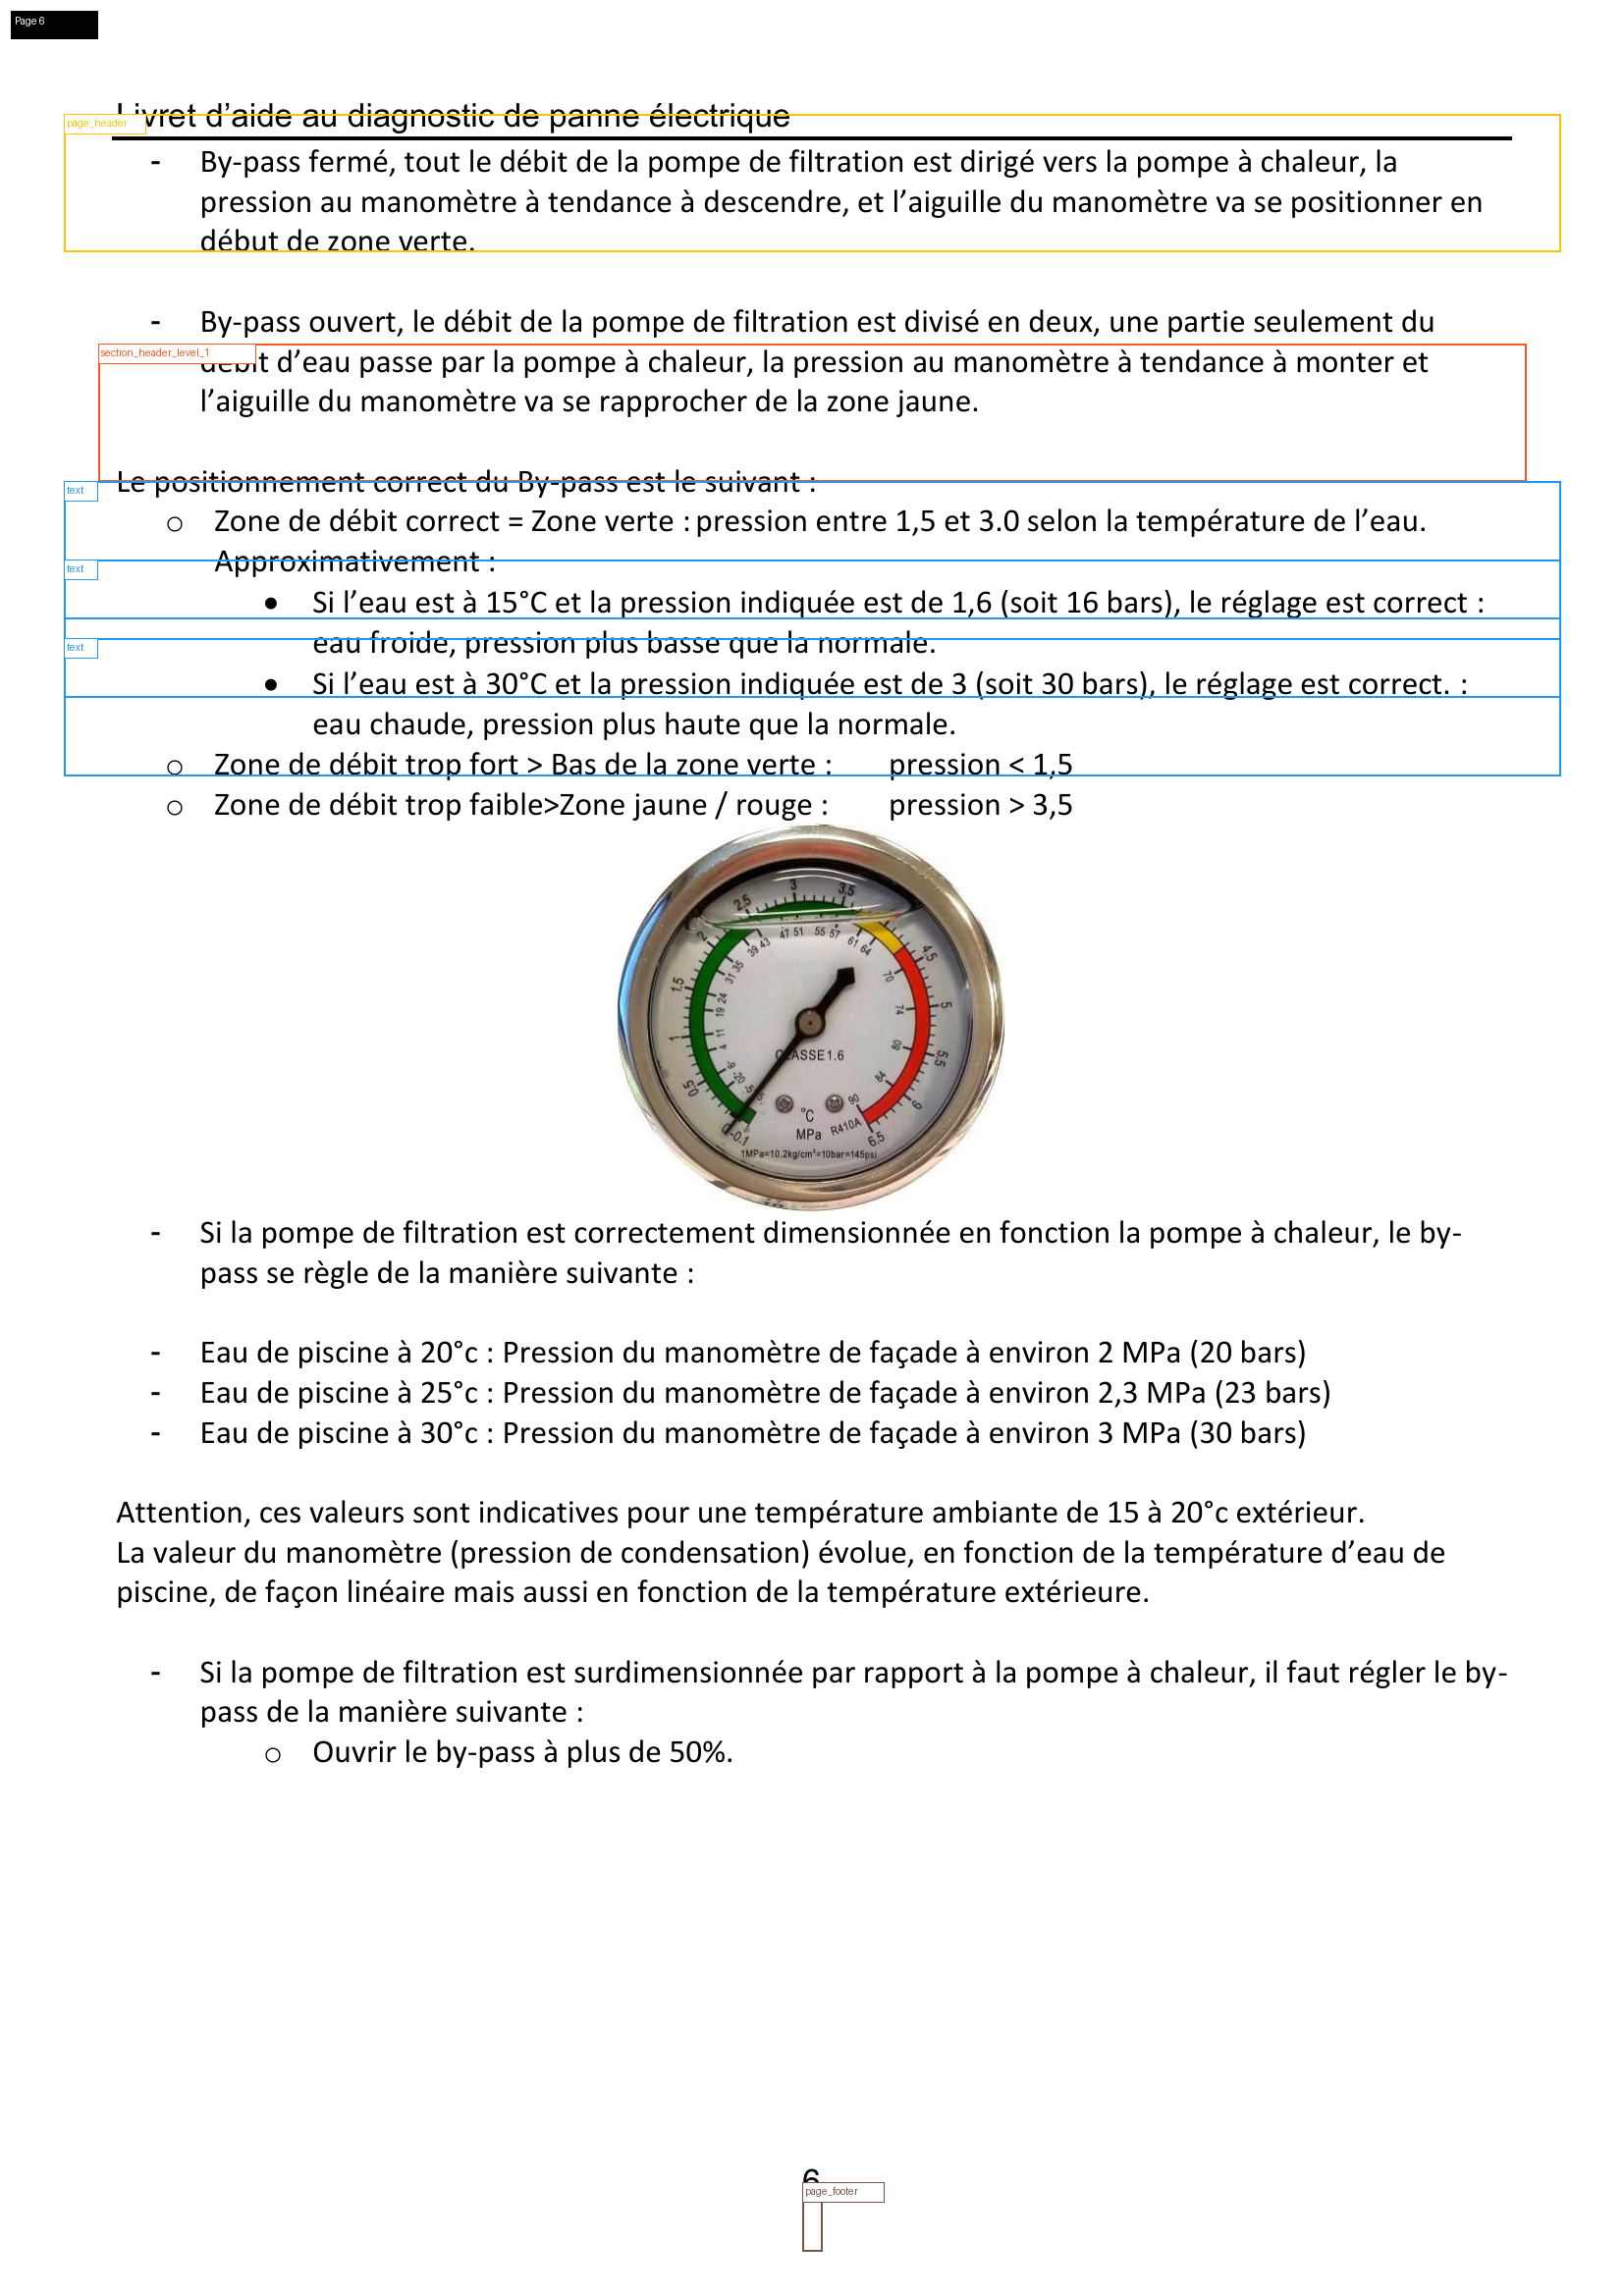 Page 6
Livret d’aide au diagnostic de panne électrique
page_header
- By-pass fermé, tout le débit de la pompe de filtration est dirigé vers la pompe à chaleur, la
pression au manomètre à tendance à descendre, et l’aiguille du manomètre va se positionner en
début de zone verte.
- By-pass ouvert, le débit de la pompe de filtration est divisé en deux, une partie seulement du
section_header_level_1
débit d’eau passe par la pompe à chaleur, la pression au manomètre à tendance à monter et
l’aiguille du manomètre va se rapprocher de la zone jaune.
Le positionnement correct du By-pass est le suivant :
text
o Zone de débit correct = Zone verte : pression entre 1,5 et 3.0 selon la température de l’eau.
Approximativement :
text
• Si l’eau est à 15°C et la pression indiquée est de 1,6 (soit 16 bars), le réglage est correct :
eau froide, pression plus basse que la normale.
text
• Si l’eau est à 30°C et la pression indiquée est de 3 (soit 30 bars), le réglage est correct. :
eau chaude, pression plus haute que la normale.
o Zone de débit trop fort > Bas de la zone verte : pression < 1,5
o Zone de débit trop faible>Zone jaune / rouge : pression > 3,5
0.5 1 1.5 2 2.5 3 3.5 4.5 5 5.5 6 6.5
4 11 19 24 31 35 39 43 47 51 55 57 61 64 70 74 80 84 90
CLASSE 1.6
°C
MPa R410A
1MPa=10.2kg/cm²=10bar=145psi
- Si la pompe de filtration est correctement dimensionnée en fonction la pompe à chaleur, le by-
pass se règle de la manière suivante :
- Eau de piscine à 20°c : Pression du manomètre de façade à environ 2 MPa (20 bars)
- Eau de piscine à 25°c : Pression du manomètre de façade à environ 2,3 MPa (23 bars)
- Eau de piscine à 30°c : Pression du manomètre de façade à environ 3 MPa (30 bars)
Attention, ces valeurs sont indicatives pour une température ambiante de 15 à 20°c extérieur.
La valeur du manomètre (pression de condensation) évolue, en fonction de la température d’eau de
piscine, de façon linéaire mais aussi en fonction de la température extérieure.
- Si la pompe de filtration est surdimensionnée par rapport à la pompe à chaleur, il faut régler le by-
pass de la manière suivante :
o Ouvrir le by-pass à plus de 50%.
6
page_footer